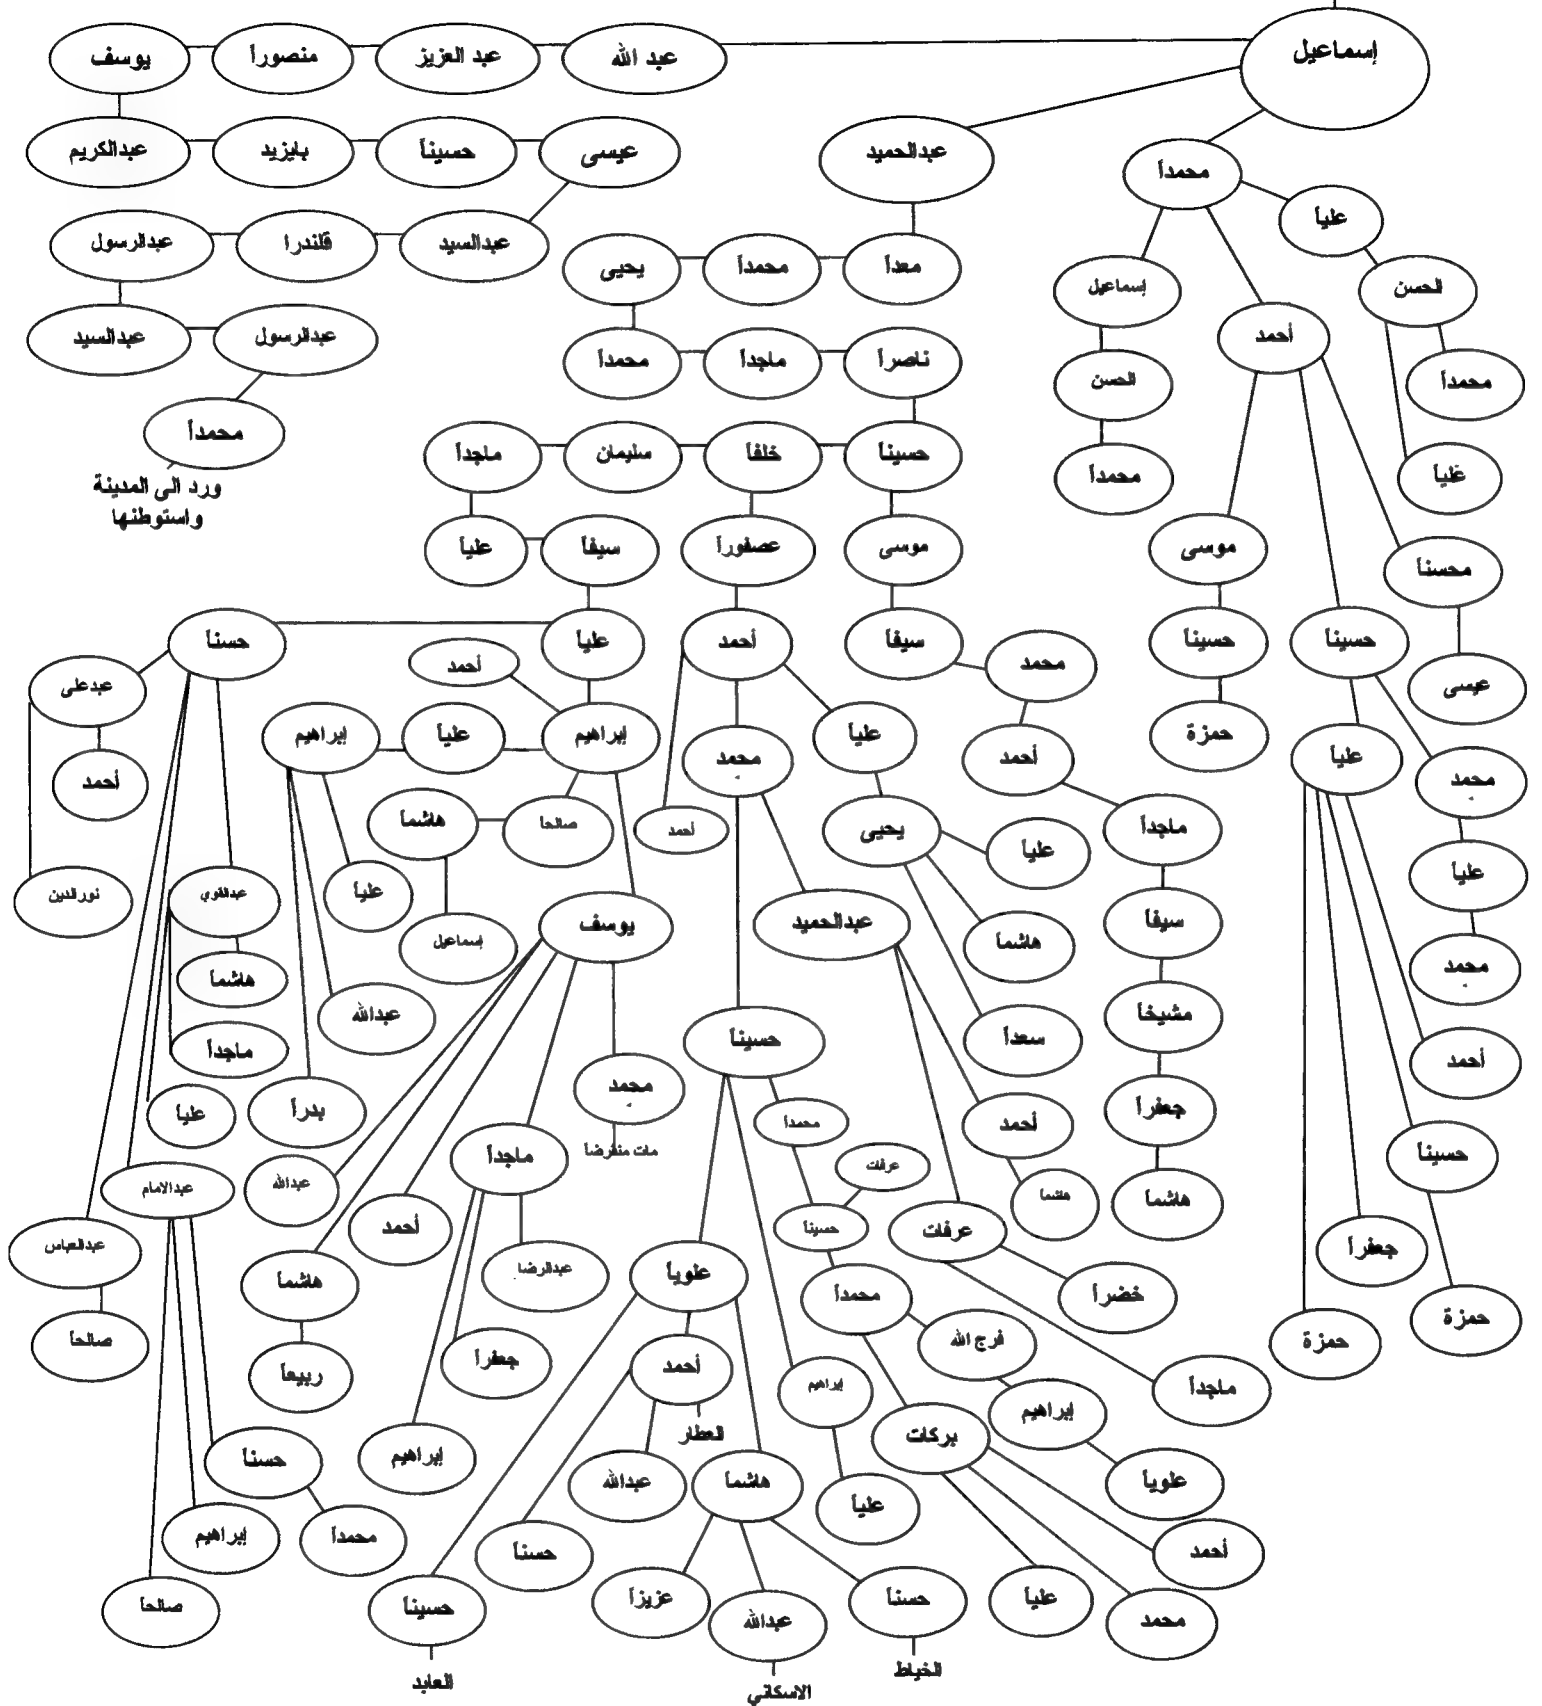 إسماعيل
عبد الله
عبد العزيز
منصوراً
يوسف
عبدالكريم
بايزيد
حسيناً
عيسى
عبدالسيد
قلندرا
عبدالرسول
عبدالسيد
عبدالرسول
محمداً
ورد الى المدينة
واستوطنها
عبدالحميد
معداً
محمداً
يحيى
محمداً
ماجداً
ناصراً
حسيناً
خلفاً
سليمان
ماجداً
علياً
سيفاً
علياً
حسناً
عبدعلى
أحمد
نورالدين
عبدالقوي
هاشماً
ماجداً
علياً
عبدالامام
حسناً
محمداً
إبراهيم
صالحاً
عبدالعباس
صالحاً
إبراهيم
أحمد
علياً
إبراهيم
علياً
عبدالله
بدراً
صالحا
هاشماً
إسماعيل
يوسف
محمد
مات منقرضاً
ماجداً
عبدالرضا
جعفراً
إبراهيم
أحمد
هاشماً
ربيعاً
عبدالله
عصفوراً
أحمد
أحمد
محمد
علياً
يحيى
علياً
هاشماً
سعداً
عبدالحميد
أحمد
هاشماً
عرفات
خضراً
ماجداً
حسيناً
محمداً
حسيناً
عرفات
محمداً
فرج الله
إبراهيم
علوياً
بركات
أحمد
محمد
علياً
إبراهيم
علياً
علوياً
أحمد
العطار
عبدالله
حسناً
هاشماً
عزيزاً
عبدالله
الاسكاني
حسناً
الخياط
حسيناً
العابد
موسى
سيفاً
محمد
أحمد
ماجداً
سيفاً
مشيخاً
جعفراً
هاشماً
محمداً
علياً
الحسن
محمداً
علياً
إسماعيل
الحسن
محمداً
أحمد
موسى
حسيناً
حمزة
محسناً
عيسى
حسيناً
محمد
علياً
محمد
علياً
أحمد
حسيناً
حمزة
جعفراً
حمزة